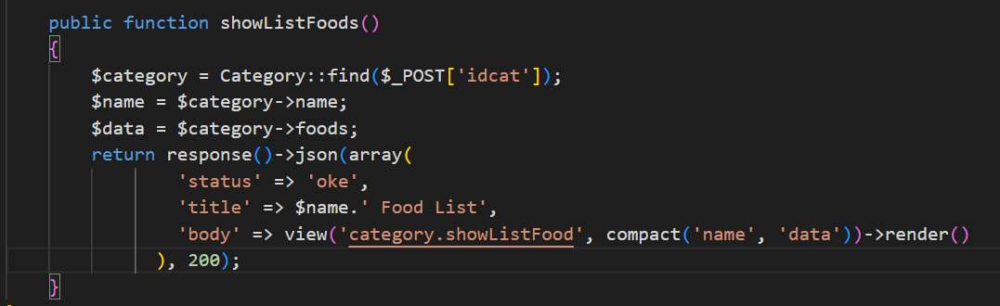 public function showListFoods()
{
$category = Category::find($_POST['idcat']);
$name = $category->name;
$data = $category->foods;
return response()->json(array(
'status' => 'oke',
'title' => $name.' Food List',
'body' => view('category.showListFood', compact('name', 'data'))->render()
), 200);
}